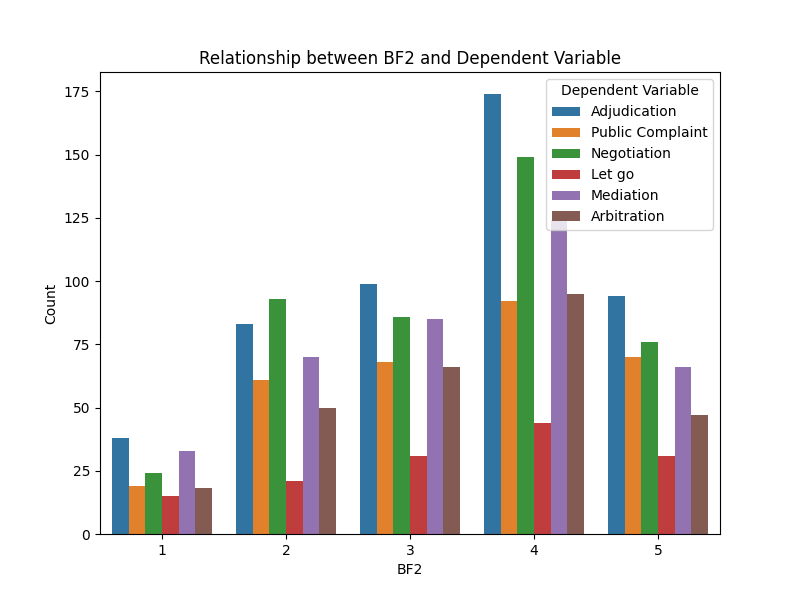 Relationship between BF2 and Dependent Variable
175
150
125
100
75
50
25
0
Count
Dependent Variable
Adjudication
Public Complaint
Negotiation
Let go
Mediation
Arbitration
1
2
3
4
5
BF2